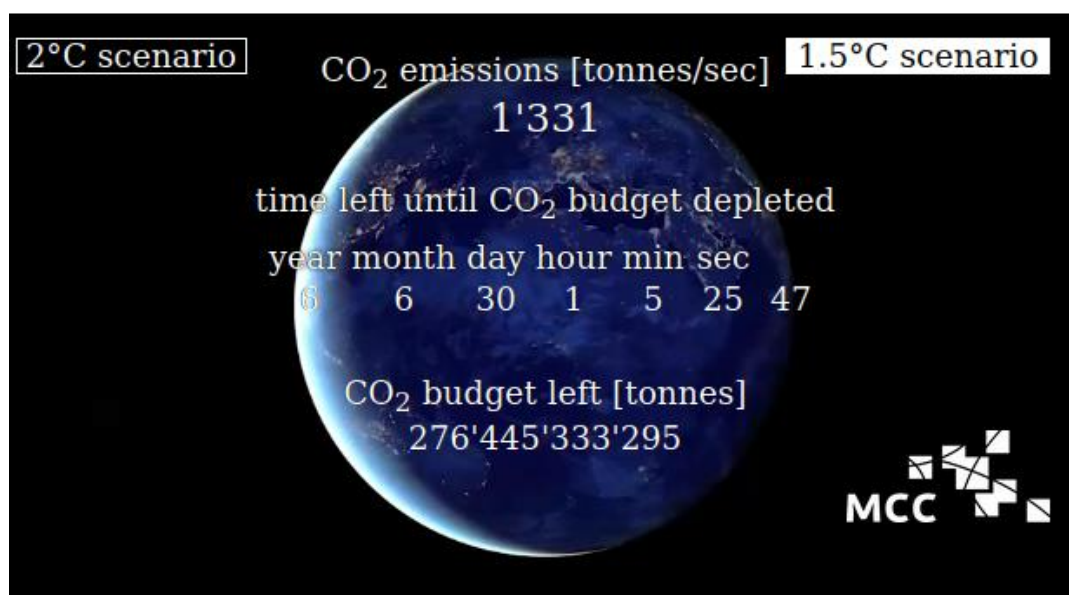 2°C scenario
1.5°C scenario
CO₂ emissions [tonnes/sec]
1'331
time left until CO₂ budget depleted
year month day hour min sec
6 6 30 1 5 25 47
CO₂ budget left [tonnes]
276'445'333'295
MCC